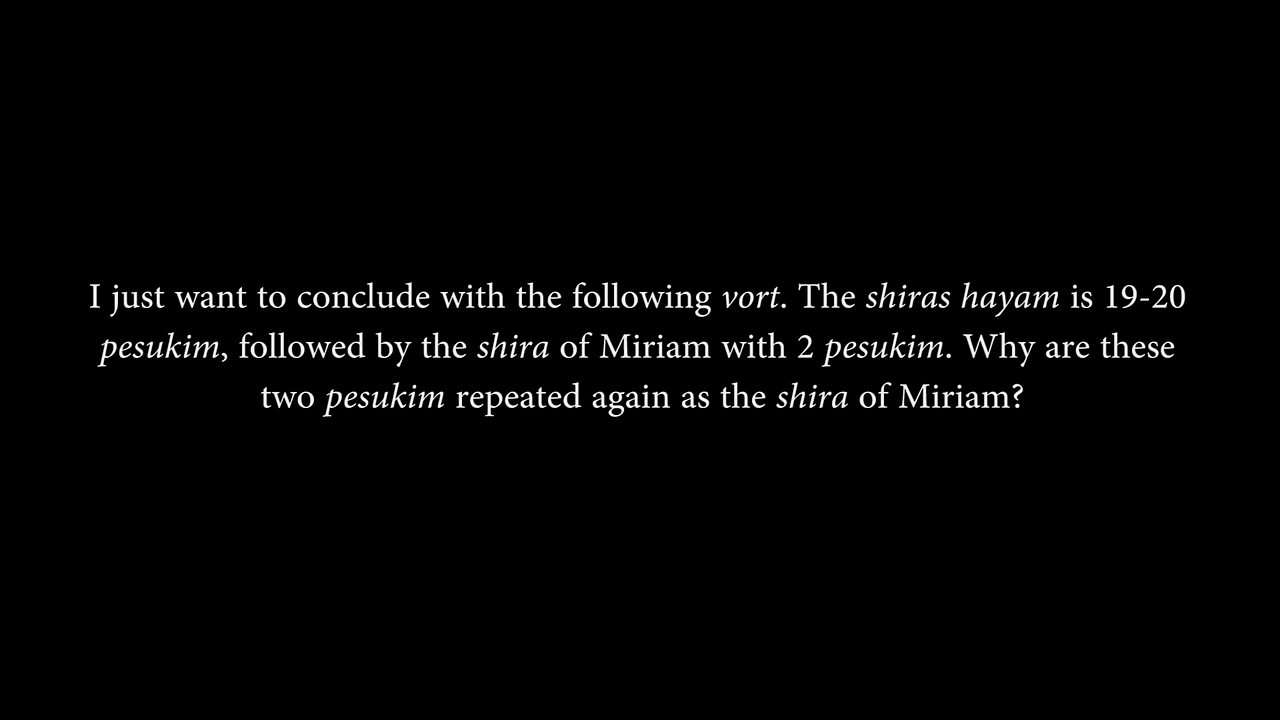 I just want to conclude with the following vort. The shiras hayam is 19-20
pesukim, followed by the shira of Miriam with 2 pesukim. Why are these
two pesukim repeated again as the shira of Miriam?